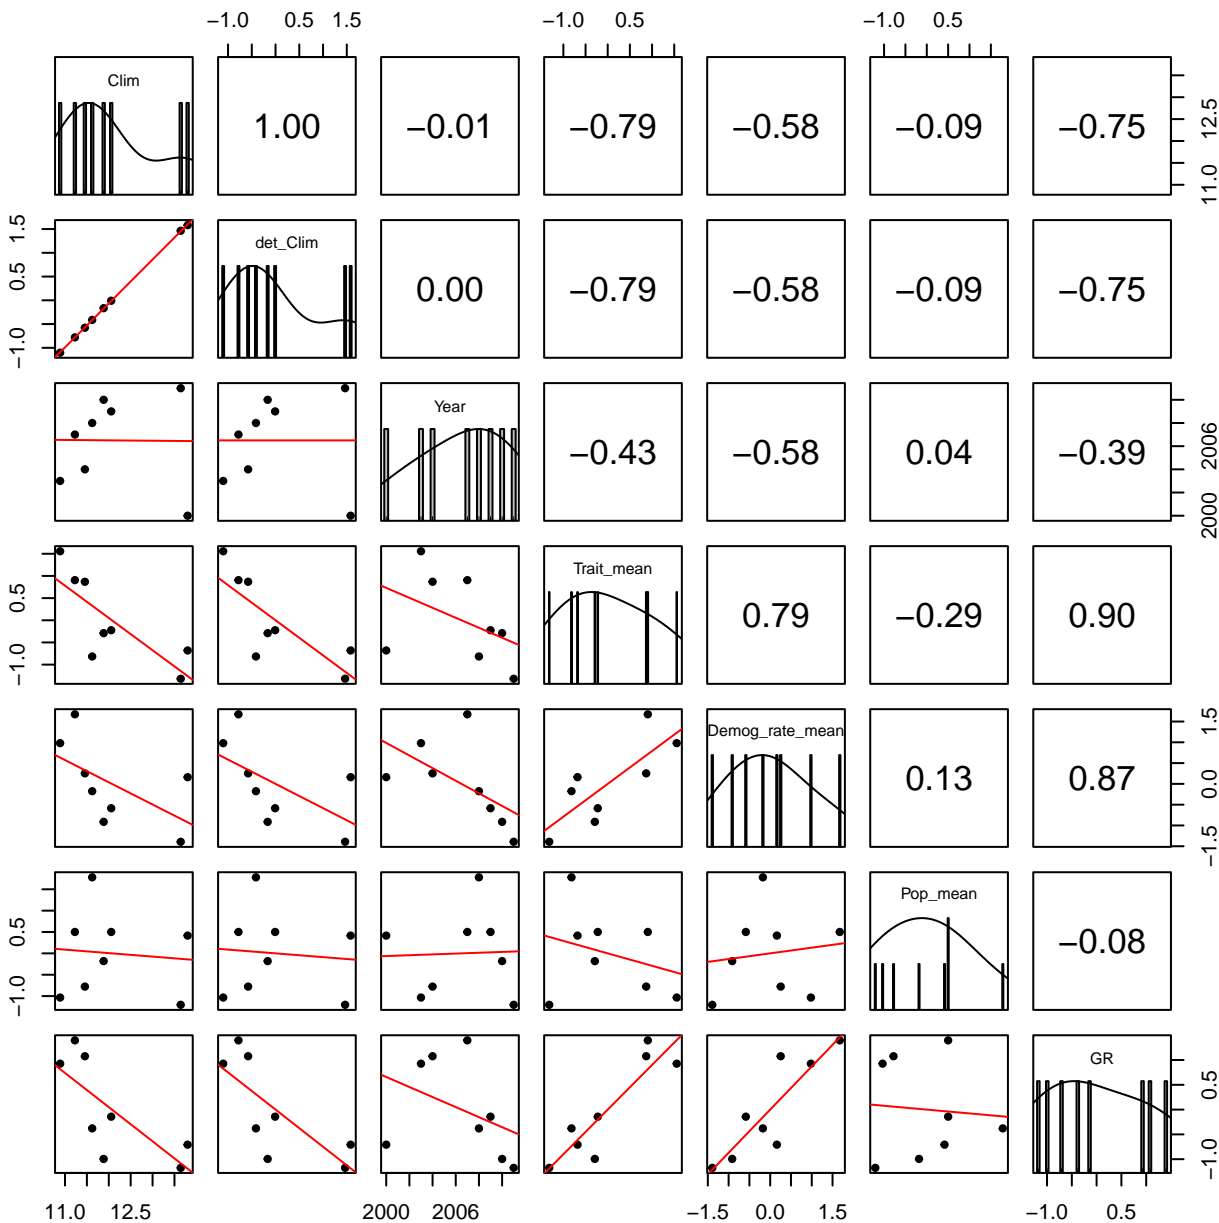 −1.0 0.5 1.5 −1.0 0.5 −1.0 0.5
Clim 1.00 −0.01 −0.79 −0.58 −0.09 −0.75 11.0 12.5
−1.0 0.5 1.5 det_Clim 0.00 −0.79 −0.58 −0.09 −0.75
Year −0.43 −0.58 0.04 −0.39 2000 2006
−1.0 0.5 Trait_mean 0.79 −0.29 0.90
Demog_rate_mean 0.13 0.87 −1.5 0.0 1.5
−1.0 0.5 Pop_mean −0.08
GR −1.0 0.5
11.0 12.5 2000 2006 −1.5 0.0 1.5 −1.0 0.5